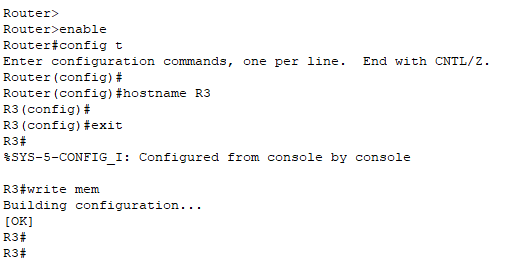 Router>
Router>enable
Router#config t
Enter configuration commands, one per line.  End with CNTL/Z.
Router(config)#
Router(config)#hostname R3
R3(config)#
R3(config)#exit
R3#
%SYS-5-CONFIG_I: Configured from console by console
R3#write mem
Building configuration...
[OK]
R3#
R3#